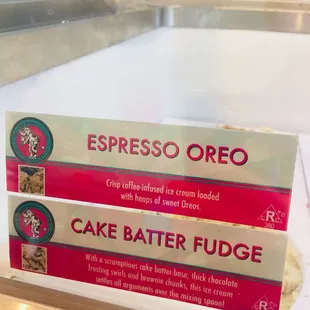 ESPRESSO OREO
Crisp coffee-infused ice cream loaded
with heaps of sweet Oreos.
R
CAKE BATTER FUDGE
With a scrumptious cake batter-base, thick chocolate
frosting swirls and brownie chunks, this ice cream
settles all arguments over the mixing spoon!
R